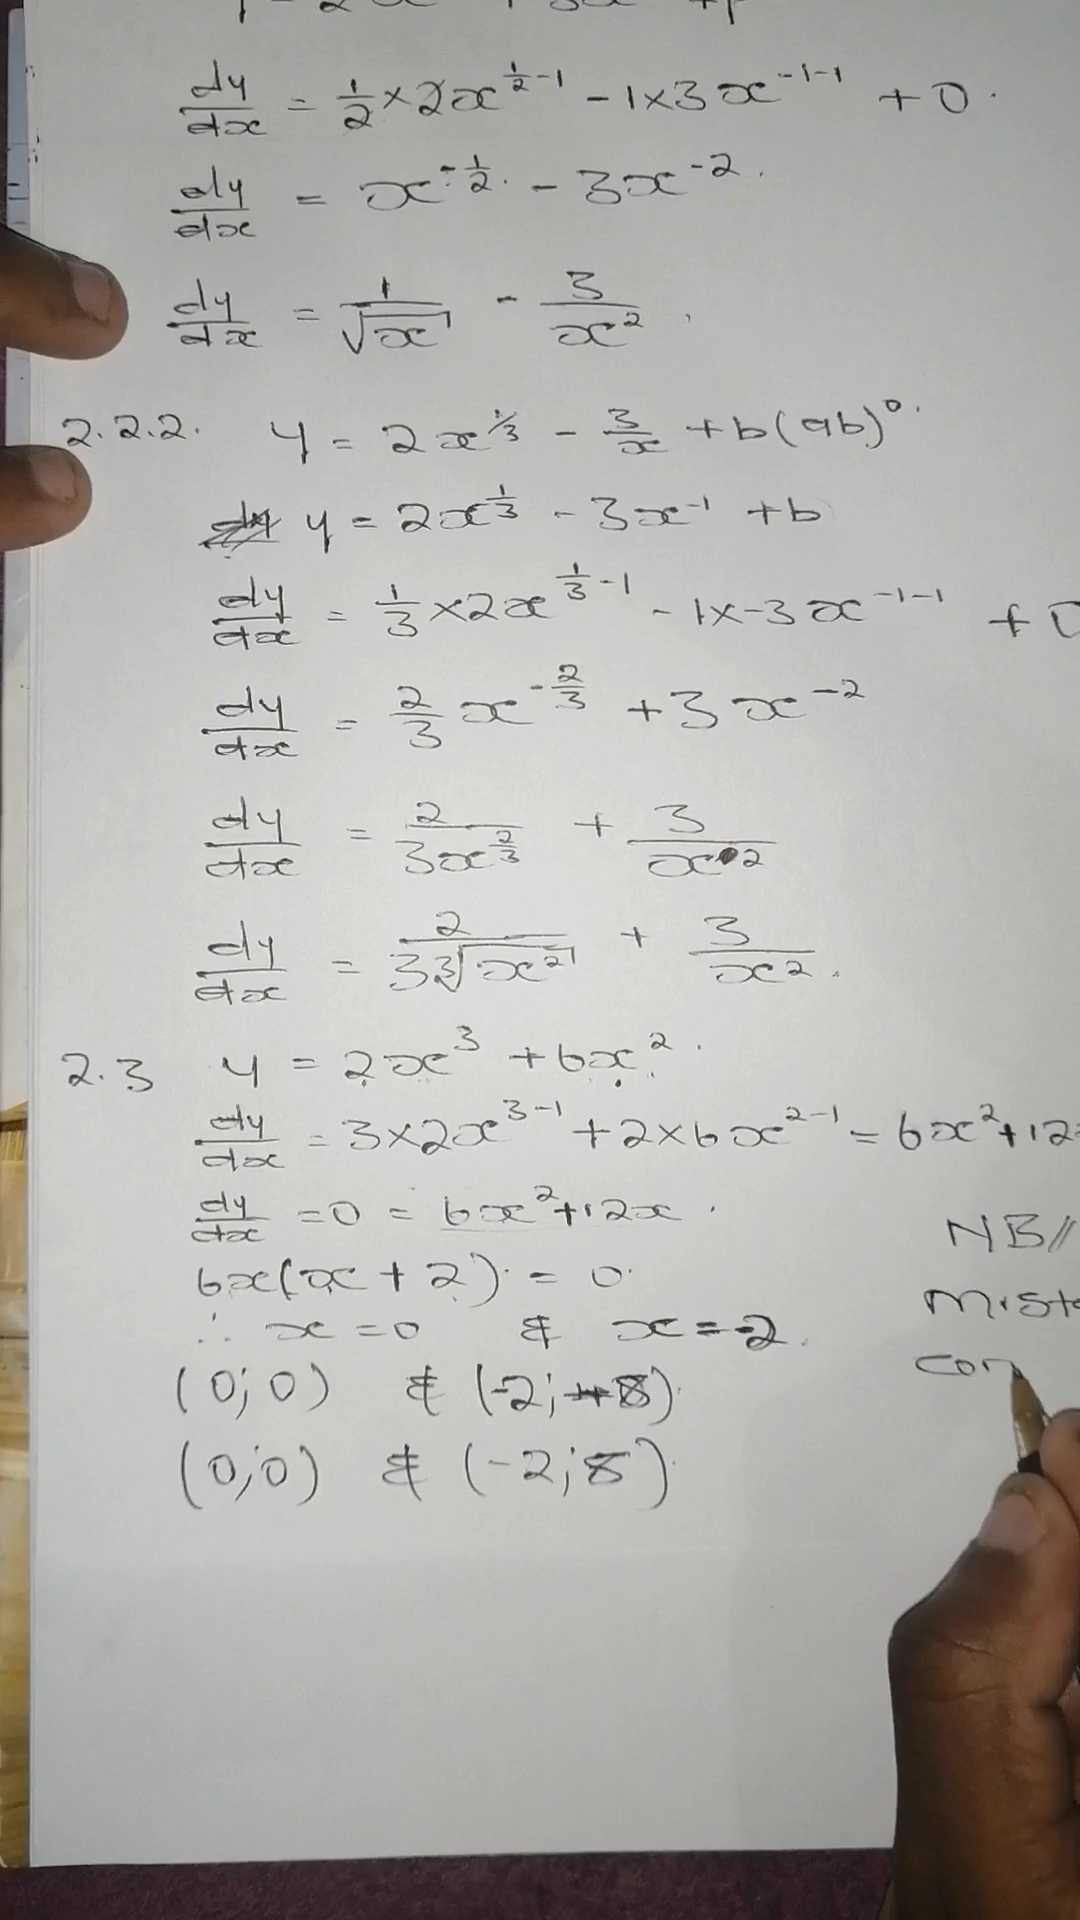 dy/dx = 1/2 × 2x^(1/2 - 1) - 1×3x^(-1-1) + 0.
dy/dx = x^(-1/2) - 3x^(-2).
dy/dx = 1/√x - 3/x².
2.2.2. y = 2x^(1/3) - 3/x + b(ab)⁰.
y = 2x^(1/3) - 3x⁻¹ + b
dy/dx = 1/3 × 2x^(1/3 - 1) - 1×-3x^(-1-1) + 0
dy/dx = 2/3 x^(-2/3) + 3x^(-2)
dy/dx = 2/(3x^(2/3)) + 3/x²
dy/dx = 2/(3∛x²) + 3/x².
2.3 y = 2x³ + 6x².
dy/dx = 3×2x^(3-1) + 2×6x^(2-1) = 6x² + 12
dy/dx = 0 = 6x² + 12x.
6x(x + 2) = 0.
∴ x = 0 & x = -2.
(0; 0) & (-2; 8)
(0; 0) & (-2; 8).
NB//